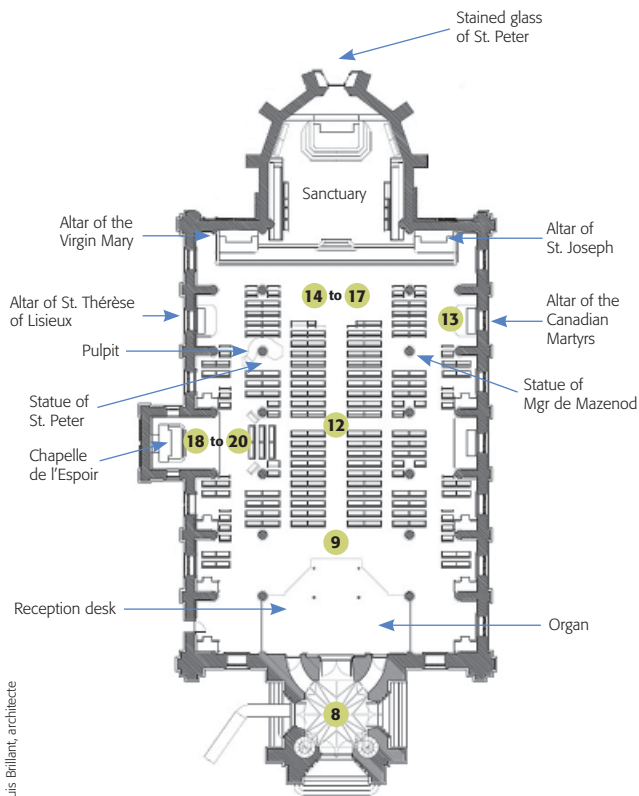 Stained glass
of St. Peter
Sanctuary
Altar of the
Virgin Mary
Altar of
St. Joseph
14 to 17
13
Altar of St. Thérèse
of Lisieux
Altar of the
Canadian
Martyrs
Pulpit
Statue of
St. Peter
Statue of
Mgr de Mazenod
12
18 to 20
Chapelle
de l'Espoir
9
Reception desk
Organ
8
uis Brillant, architecte